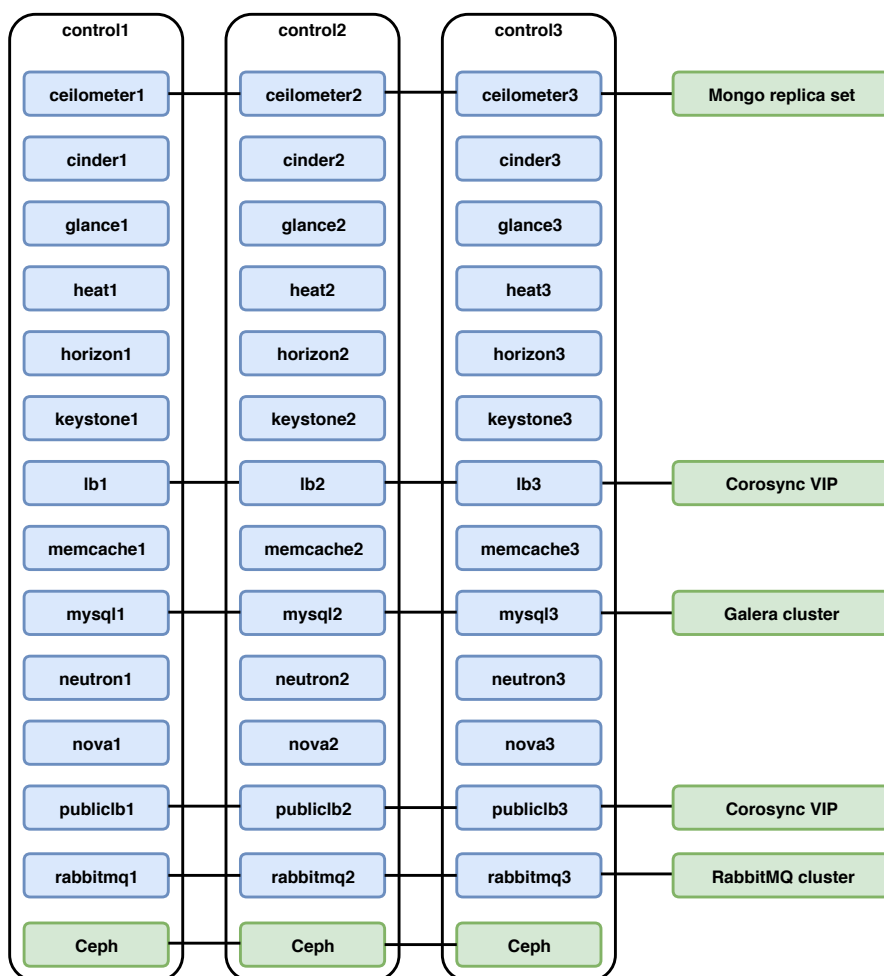 control1
control2
control3
ceilometer1
ceilometer2
ceilometer3
Mongo replica set
cinder1
cinder2
cinder3
glance1
glance2
glance3
heat1
heat2
heat3
horizon1
horizon2
horizon3
keystone1
keystone2
keystone3
lb1
lb2
lb3
Corosync VIP
memcache1
memcache2
memcache3
mysql1
mysql2
mysql3
Galera cluster
neutron1
neutron2
neutron3
nova1
nova2
nova3
publiclb1
publiclb2
publiclb3
Corosync VIP
rabbitmq1
rabbitmq2
rabbitmq3
RabbitMQ cluster
Ceph
Ceph
Ceph